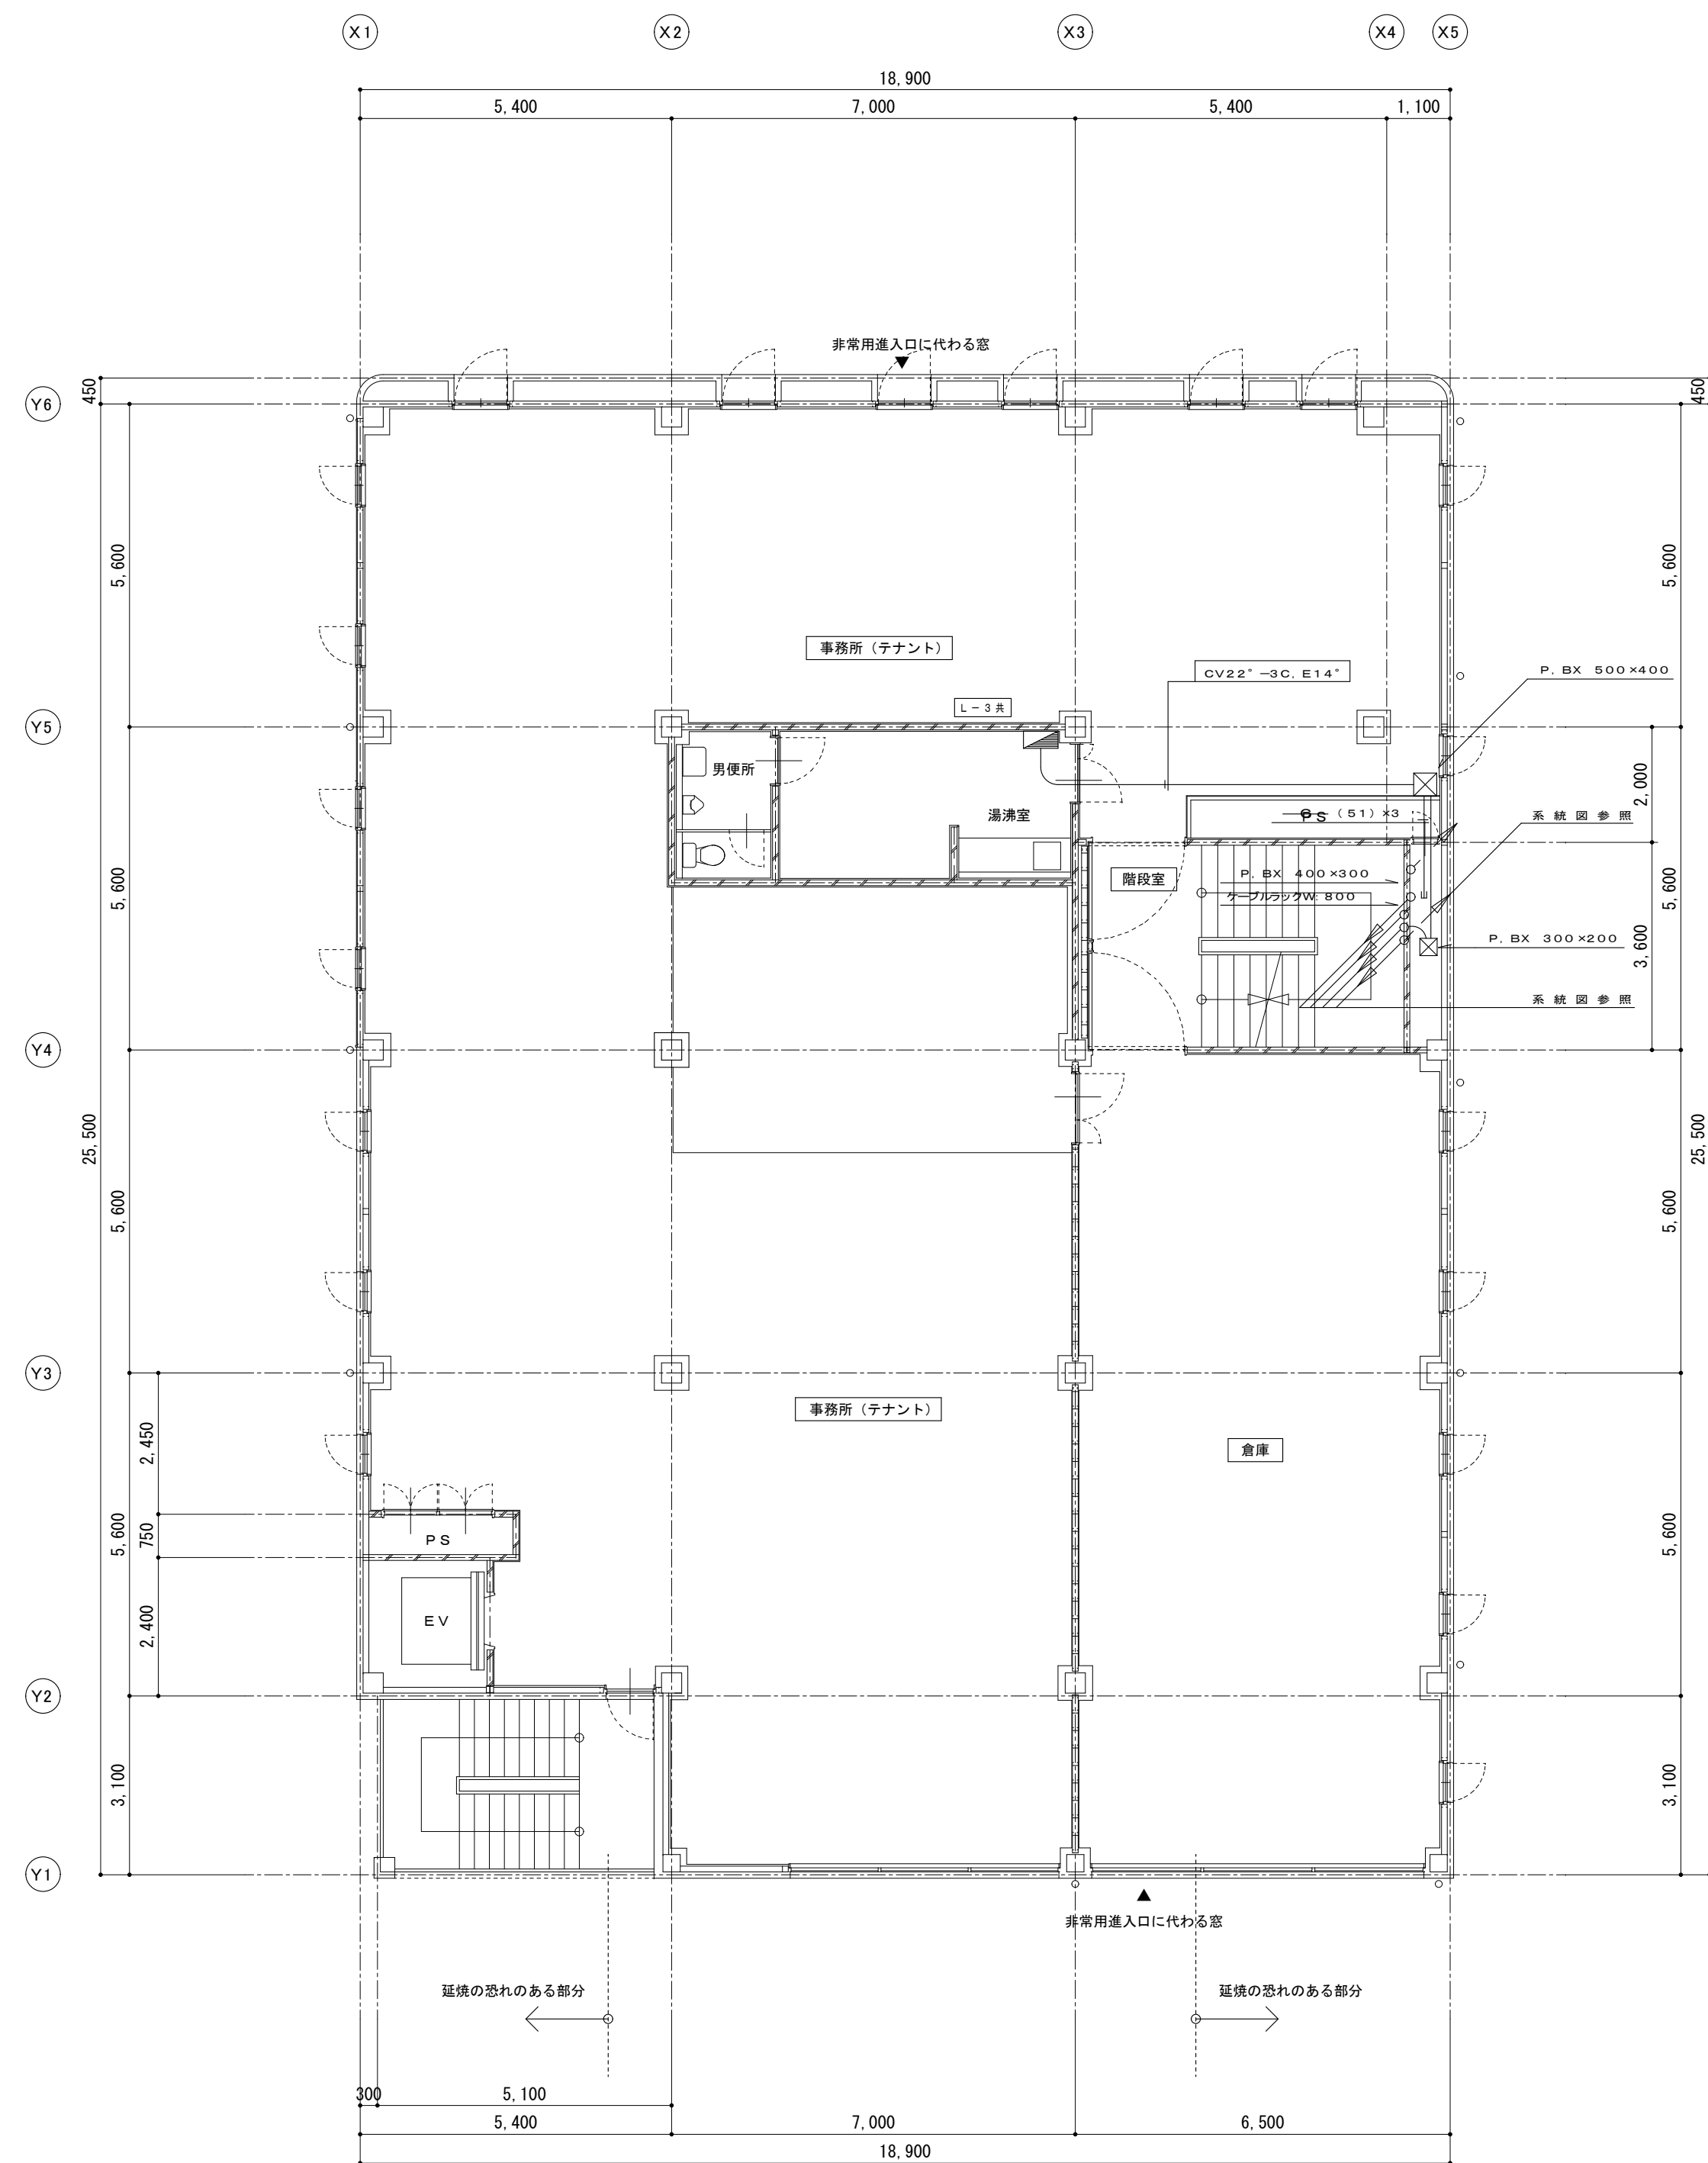 X1
X2
X3
X4
X5
18,900
5,400
7,000
5,400
1,100
非常用進入口に代わる窓
450
Y6
450
5,600
5,600
事務所（テナント）
CV22°－3C, E14°
P, BX 500×400
L－3共
Y5
男便所
2,000
湯沸室
PS
6 (51)×3
系統図参照
5,600
階段室
P, BX 400×300
5,600
ケーブルラックW:800
P, BX 300×200
3,600
系統図参照
Y4
25,500
25,500
5,600
5,600
Y3
事務所（テナント）
2,450
倉庫
5,600
750
PS
5,600
EV
2,400
Y2
3,100
3,100
Y1
非常用進入口に代わる窓
延焼の恐れのある部分
延焼の恐れのある部分
300
5,100
5,400
7,000
6,500
18,900